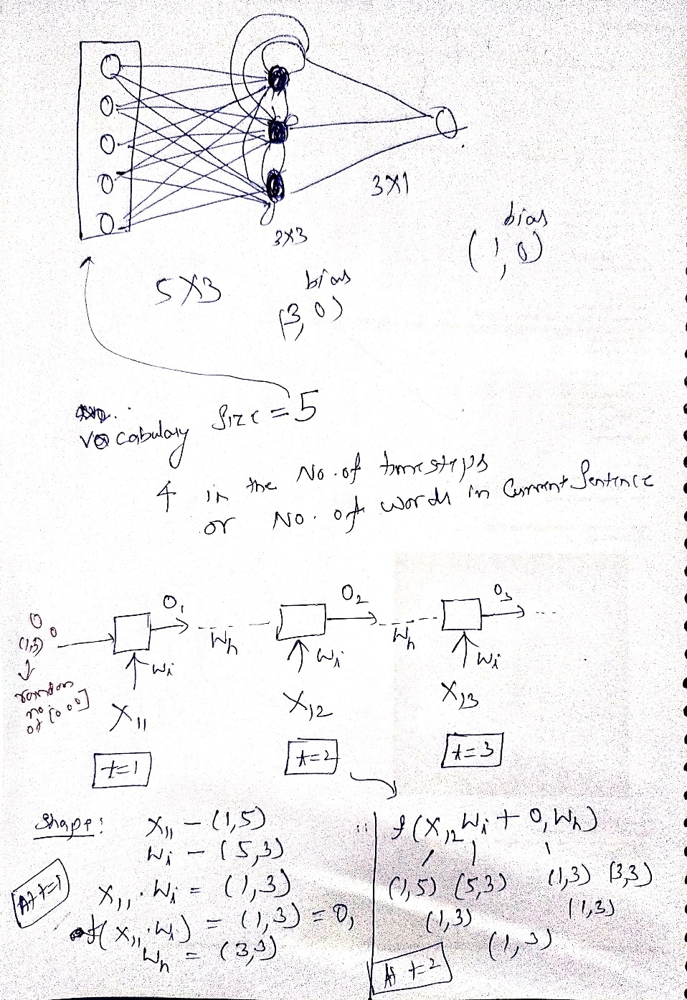 3X1
3X3
bias
(1,0)
5X3
bias
(3,0)
Vocabulary Size = 5
4 in the No. of timesteps
or No. of words in Current Sentence
O1
O2
O3
O0
(1,3)
Wh
Wh
Wi
Wi
Wi
random
no
of [0 0 0]
X11
X12
X13
t=1
t=2
t=3
Shape: X11 - (1,5)
Wi - (5,3)
At t=1
X11 . Wi = (1,3)
f(X11.Wi) = (1,3) = O1
Wh = (3,3)
f(X12Wi + O1Wh)
(1,5) (5,3) (1,3) (3,3)
(1,3) (1,3)
(1,3)
At t=2